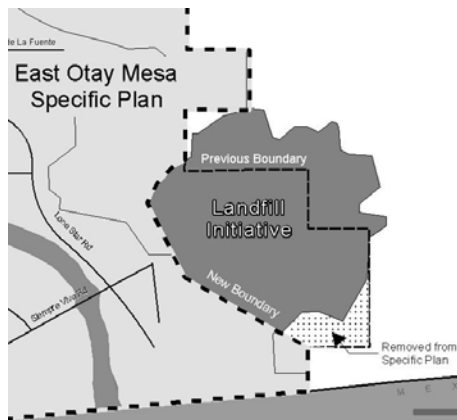 de La Fuente
East Otay Mesa
Specific Plan
Previous Boundary
Landfill
Initiative
Lone Star Rd
New Boundary
Siempre Viva Rd
Removed from
Specific Plan
M E X